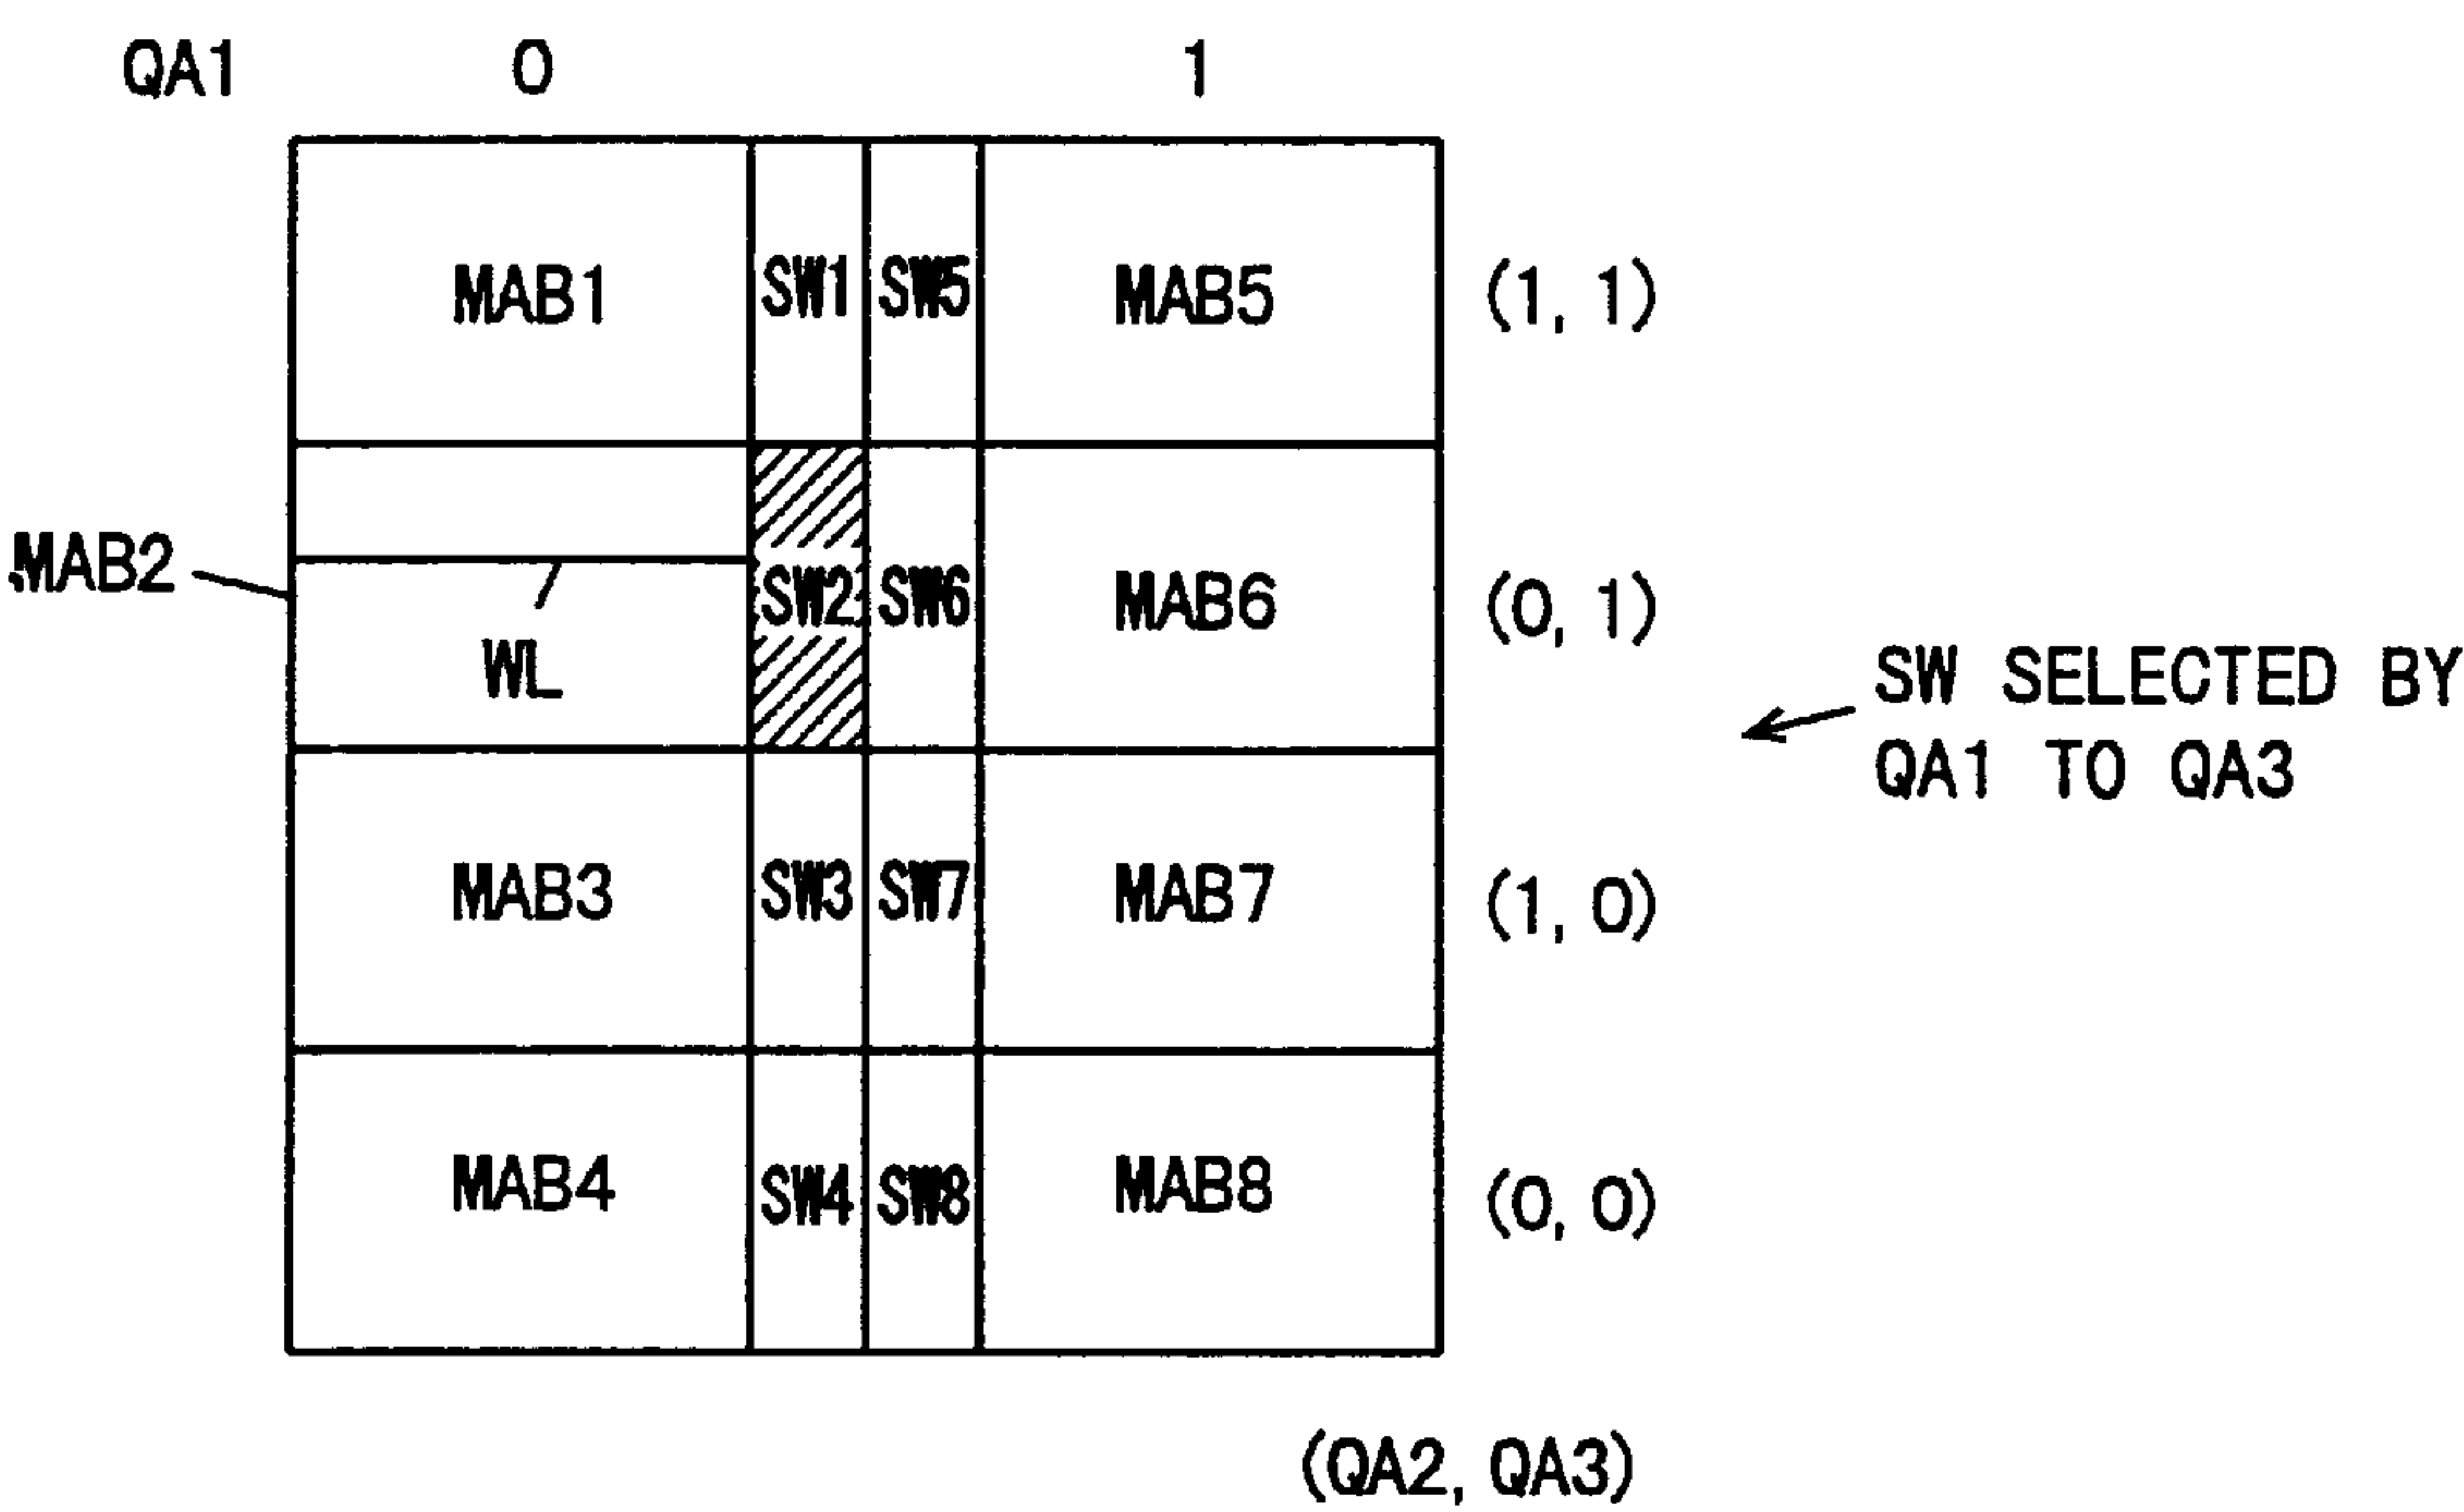 QA1 0 1
MAB1 SW1 SW5 MAB5 (1, 1)
MAB2 SW2 SW6 MAB6 (0, 1)
WL
SW SELECTED BY
QA1 TO QA3
MAB3 SW3 SW7 MAB7 (1, 0)
MAB4 SW4 SW8 MAB8 (0, 0)
(QA2, QA3)